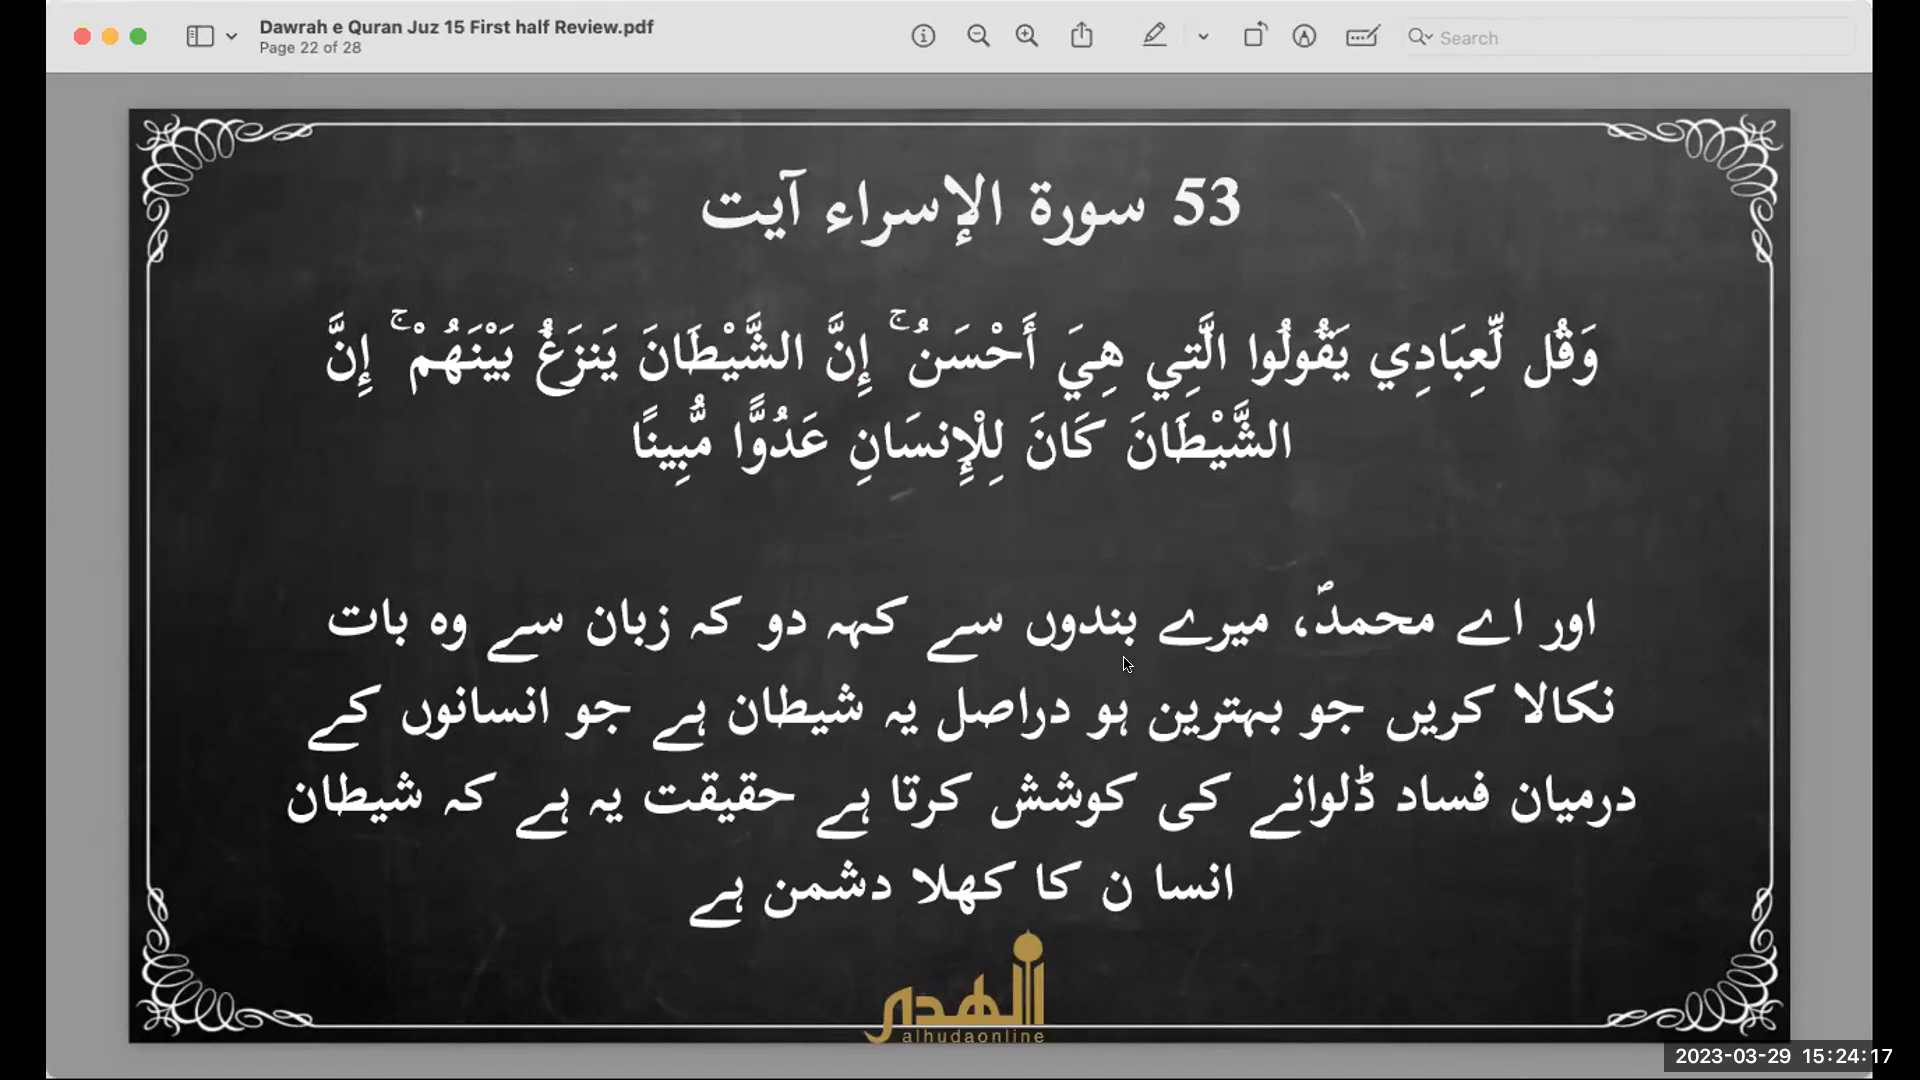 Dawrah e Quran Juz 15 First half Review.pdf
Page 22 of 28
Search
53 سورة الإسراء آيت
وَقُل لِّعِبَادِي يَقُولُوا الَّتِي هِيَ أَحْسَنُ ۚ إِنَّ الشَّيْطَانَ يَنزَغُ بَيْنَهُمْ ۚ إِنَّ
الشَّيْطَانَ كَانَ لِلْإِنسَانِ عَدُوًّا مُّبِينًا
اور اے محمدؐ، میرے بندوں سے کہہ دو کہ زبان سے وہ بات
نکالا کریں جو بہترین ہو دراصل یہ شیطان ہے جو انسانوں کے
درمیان فساد ڈلوانے کی کوشش کرتا ہے حقیقت یہ ہے کہ شیطان
انسا ن کا کھلا دشمن ہے
الهدى
alhudaonline
2023-03-29 15:24:17